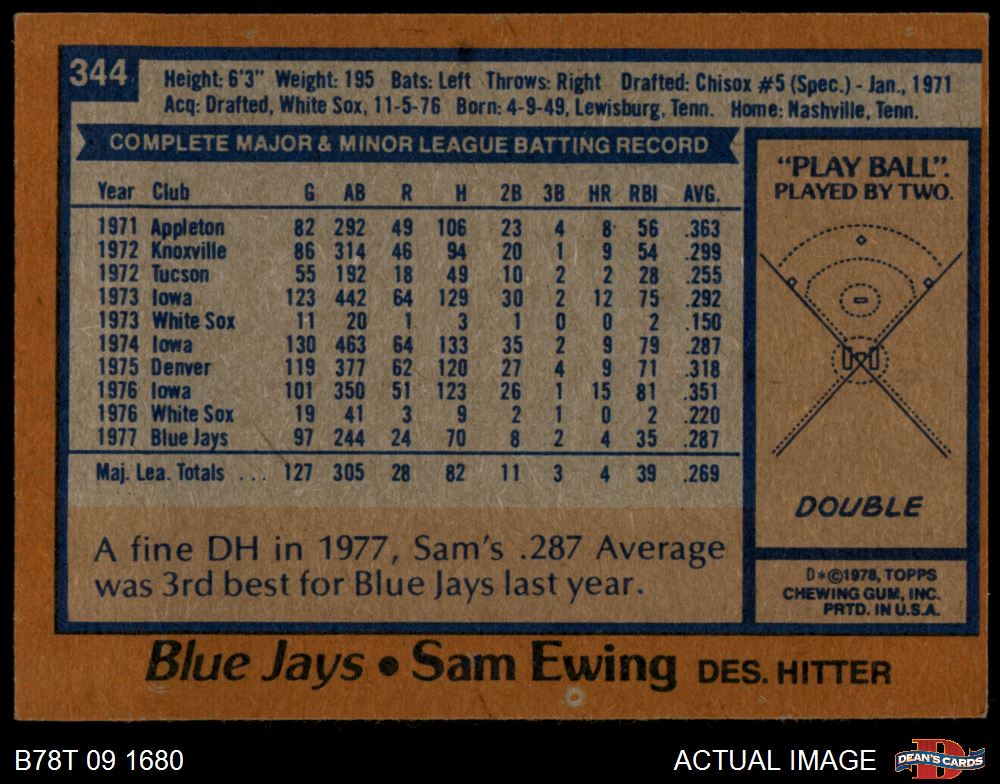 344
Height: 6'3" Weight: 195 Bats: Left Throws: Right Drafted: Chisox #5 (Spec.) - Jan., 1971
Acq: Drafted, White Sox, 11-5-76 Born: 4-9-49, Lewisburg, Tenn. Home: Nashville, Tenn.
COMPLETE MAJOR & MINOR LEAGUE BATTING RECORD
Year Club G AB R H 2B 3B HR RBI AVG.
1971 Appleton 82 292 49 106 23 4 8 56 .363
1972 Knoxville 86 314 46 94 20 1 9 54 .299
1972 Tucson 55 192 18 49 10 2 2 28 .255
1973 Iowa 123 442 64 129 30 2 12 75 .292
1973 White Sox 11 20 1 3 1 0 0 2 .150
1974 Iowa 130 463 64 133 35 2 9 79 .287
1975 Denver 119 377 62 120 27 4 9 71 .318
1976 Iowa 101 350 51 123 26 1 15 81 .351
1976 White Sox 19 41 3 9 2 1 0 2 .220
1977 Blue Jays 97 244 24 70 8 2 4 35 .287
Maj. Lea. Totals ... 127 305 28 82 11 3 4 39 .269
A fine DH in 1977, Sam's .287 Average
was 3rd best for Blue Jays last year.
"PLAY BALL".
PLAYED BY TWO.
DOUBLE
D*©1978, TOPPS
CHEWING GUM, INC.
PRTD. IN U.S.A.
Blue Jays • Sam Ewing DES. HITTER
B78T 09 1680
ACTUAL IMAGE
D
DEAN'S CARDS